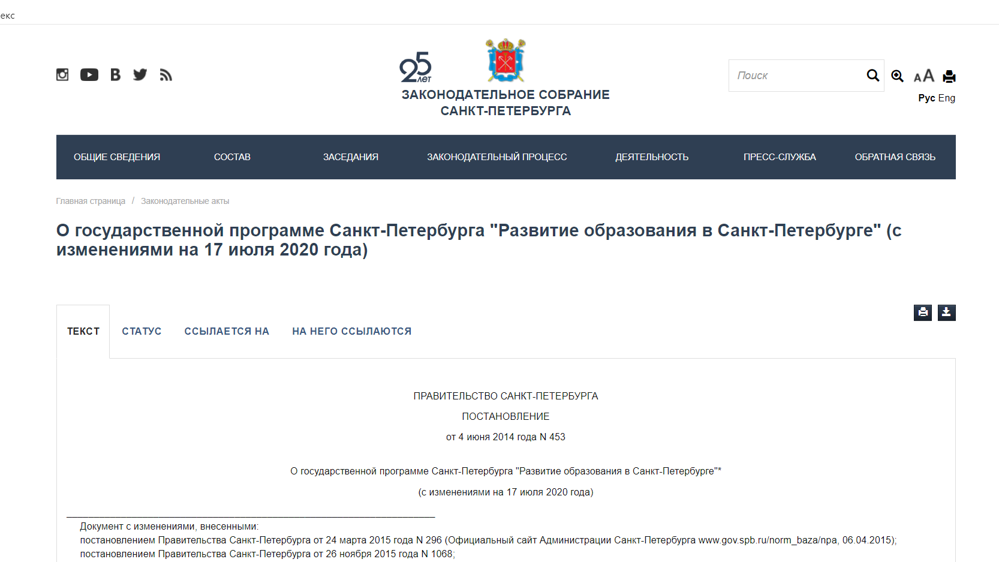 екс
25
лет
ЗАКОНОДАТЕЛЬНОЕ СОБРАНИЕ
САНКТ-ПЕТЕРБУРГА
Поиск
A A
Рус Eng
ОБЩИЕ СВЕДЕНИЯ СОСТАВ ЗАСЕДАНИЯ ЗАКОНОДАТЕЛЬНЫЙ ПРОЦЕСС ДЕЯТЕЛЬНОСТЬ ПРЕСС-СЛУЖБА ОБРАТНАЯ СВЯЗЬ
Главная страница / Законодательные акты
О государственной программе Санкт-Петербурга "Развитие образования в Санкт-Петербурге" (с
изменениями на 17 июля 2020 года)
ТЕКСТ СТАТУС ССЫЛАЕТСЯ НА НА НЕГО ССЫЛАЮТСЯ
ПРАВИТЕЛЬСТВО САНКТ-ПЕТЕРБУРГА
ПОСТАНОВЛЕНИЕ
от 4 июня 2014 года N 453
О государственной программе Санкт-Петербурга "Развитие образования в Санкт-Петербурге"*
(с изменениями на 17 июля 2020 года)
Документ с изменениями, внесенными:
постановлением Правительства Санкт-Петербурга от 24 марта 2015 года N 296 (Официальный сайт Администрации Санкт-Петербурга www.gov.spb.ru/norm_baza/npa, 06.04.2015);
постановлением Правительства Санкт-Петербурга от 26 ноября 2015 года N 1068;